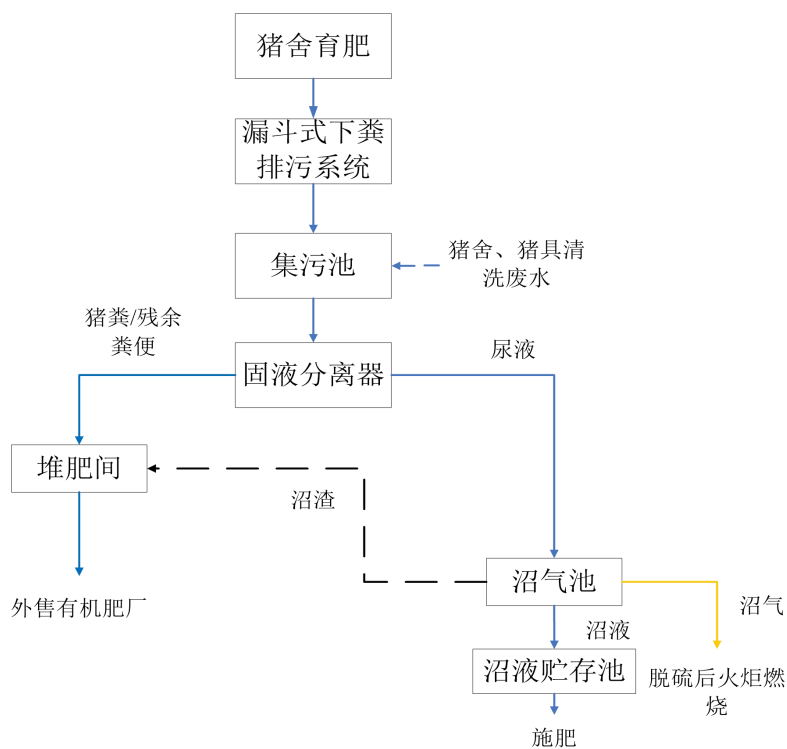 猪舍育肥
漏斗式下粪
排污系统
集污池
猪舍、猪具清
洗废水
猪粪/残余
粪便
固液分离器
尿液
堆肥间
沼渣
外售有机肥厂
沼气池
沼气
沼液
沼液贮存池
脱硫后火炬燃
烧
施肥